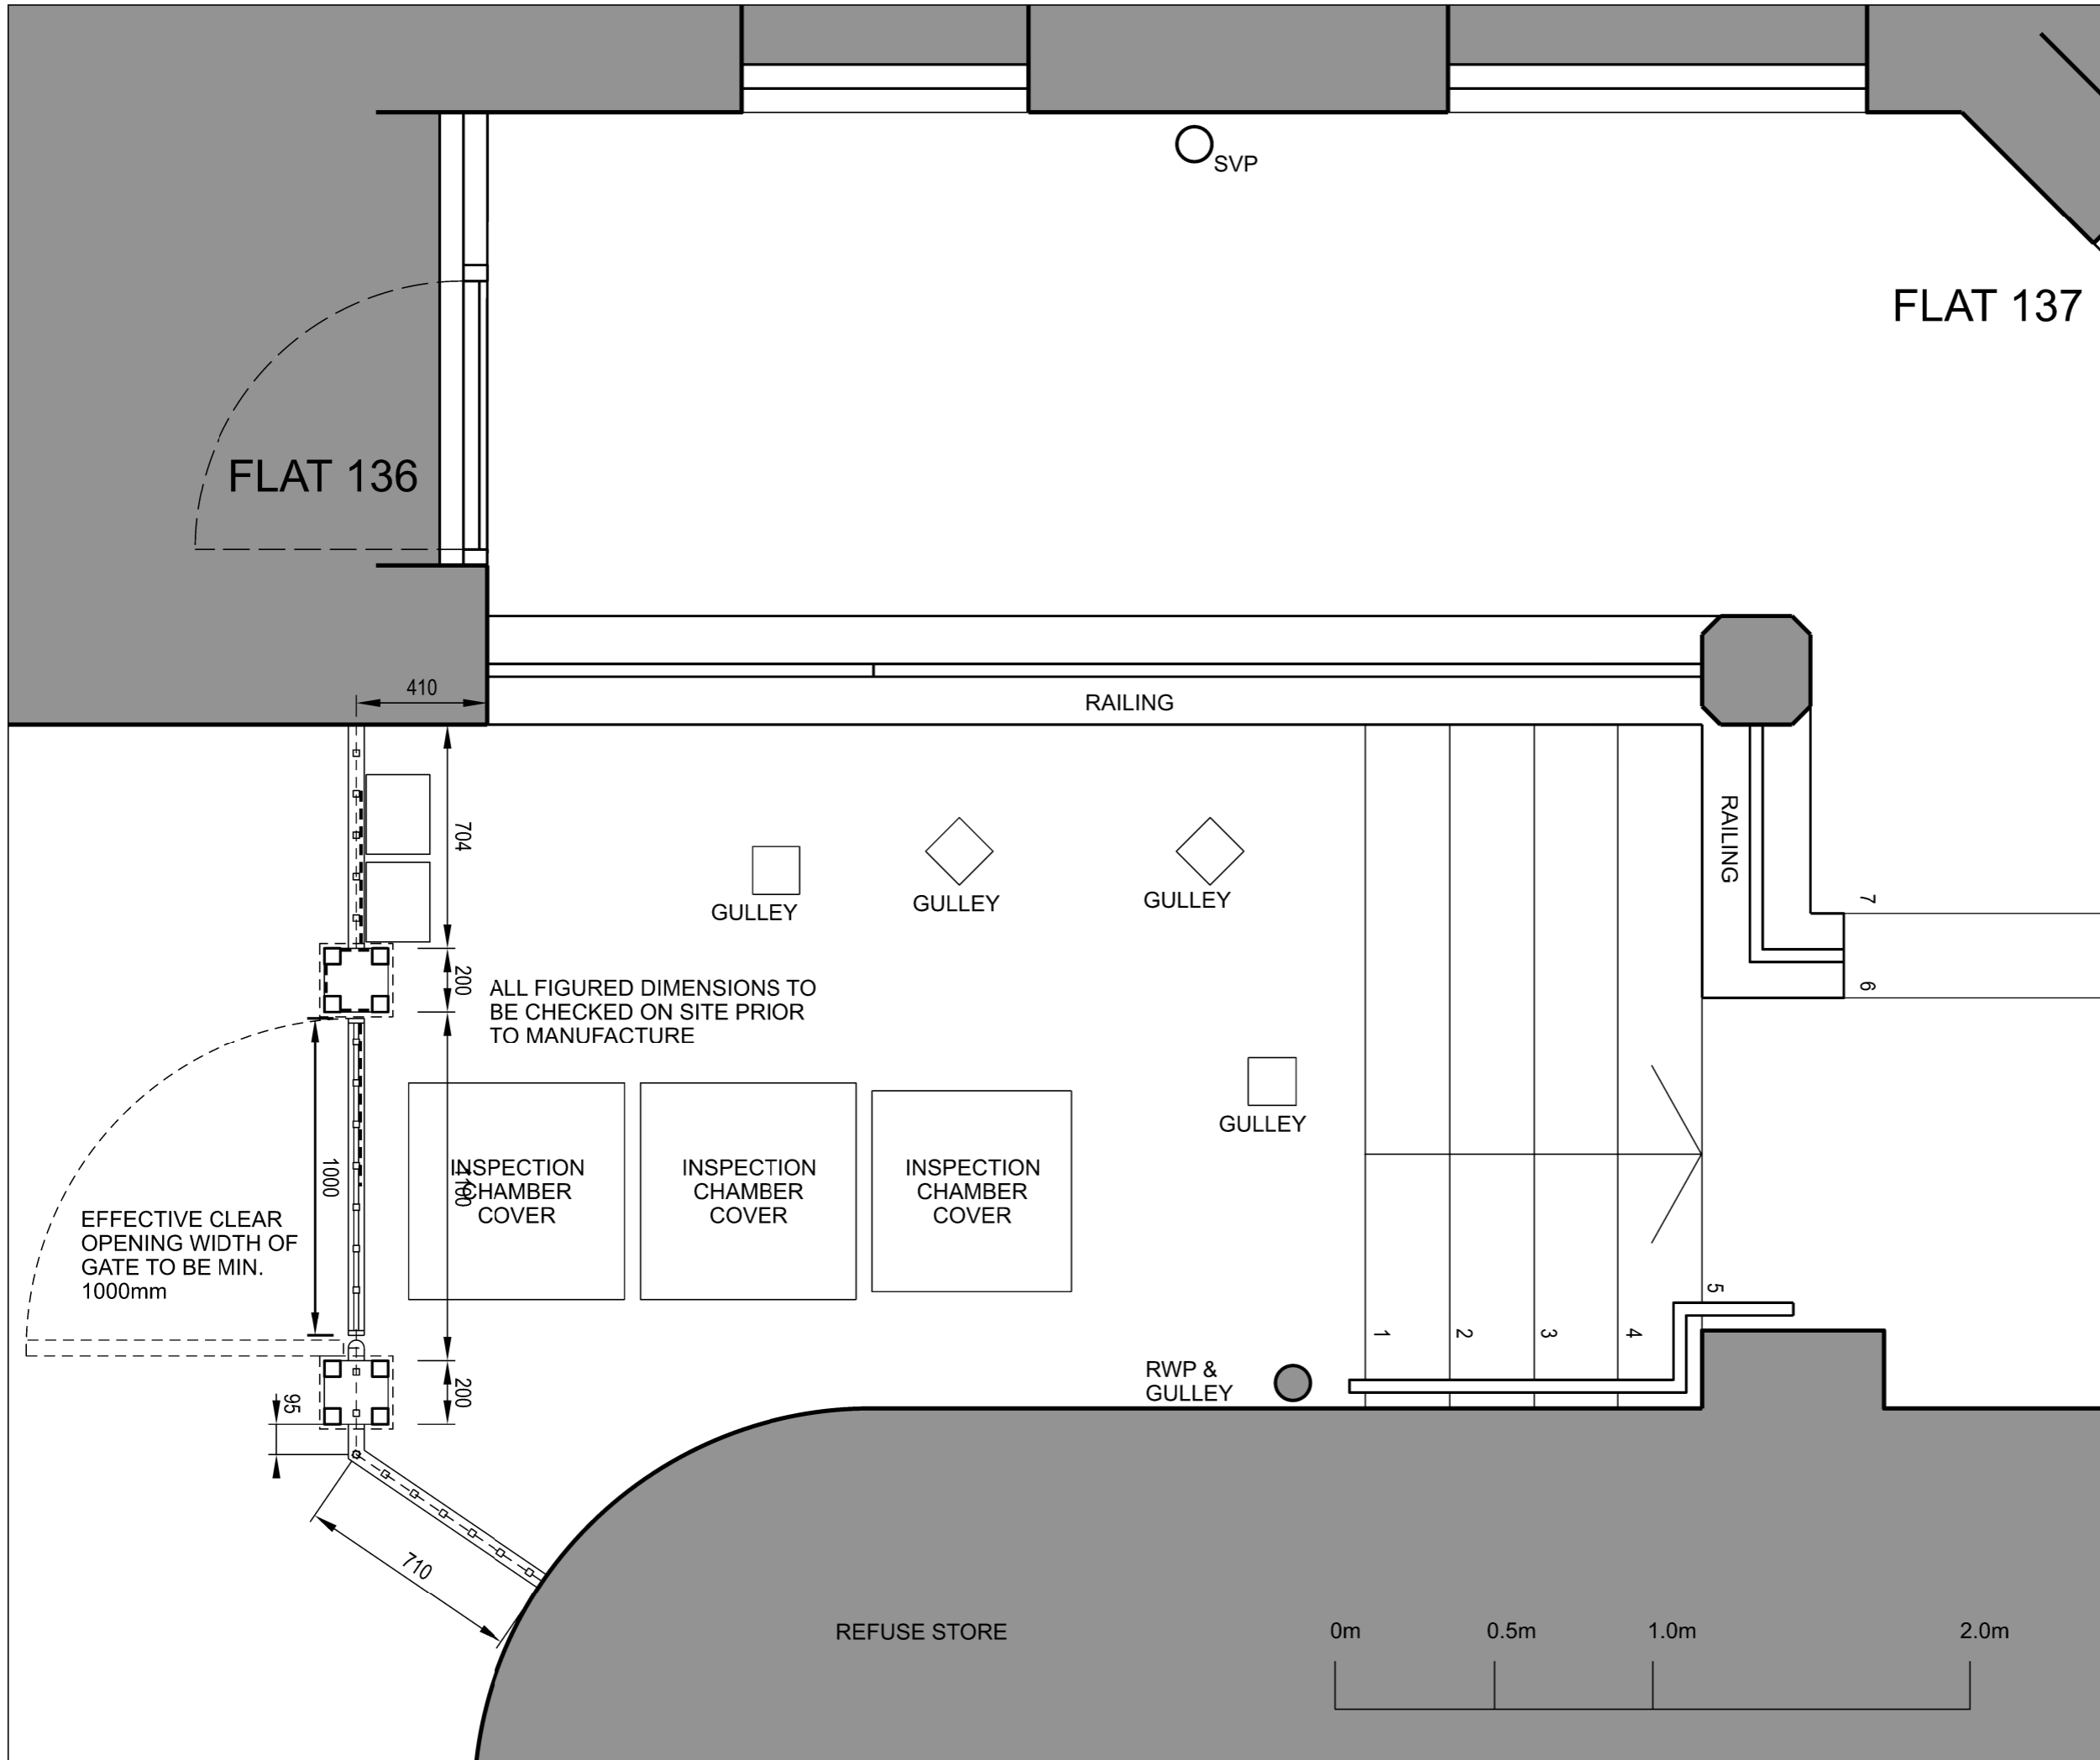 SVP
FLAT 137
FLAT 136
410
RAILING
704
RAILING
GULLEY
GULLEY
GULLEY
7
6
200
ALL FIGURED DIMENSIONS TO
BE CHECKED ON SITE PRIOR
TO MANUFACTURE
GULLEY
1000
1100
INSPECTION
CHAMBER
COVER
INSPECTION
CHAMBER
COVER
INSPECTION
CHAMBER
COVER
EFFECTIVE CLEAR
OPENING WIDTH OF
GATE TO BE MIN.
1000mm
5
1
2
3
4
RWP &
GULLEY
200
95
710
REFUSE STORE
0m
0.5m
1.0m
2.0m